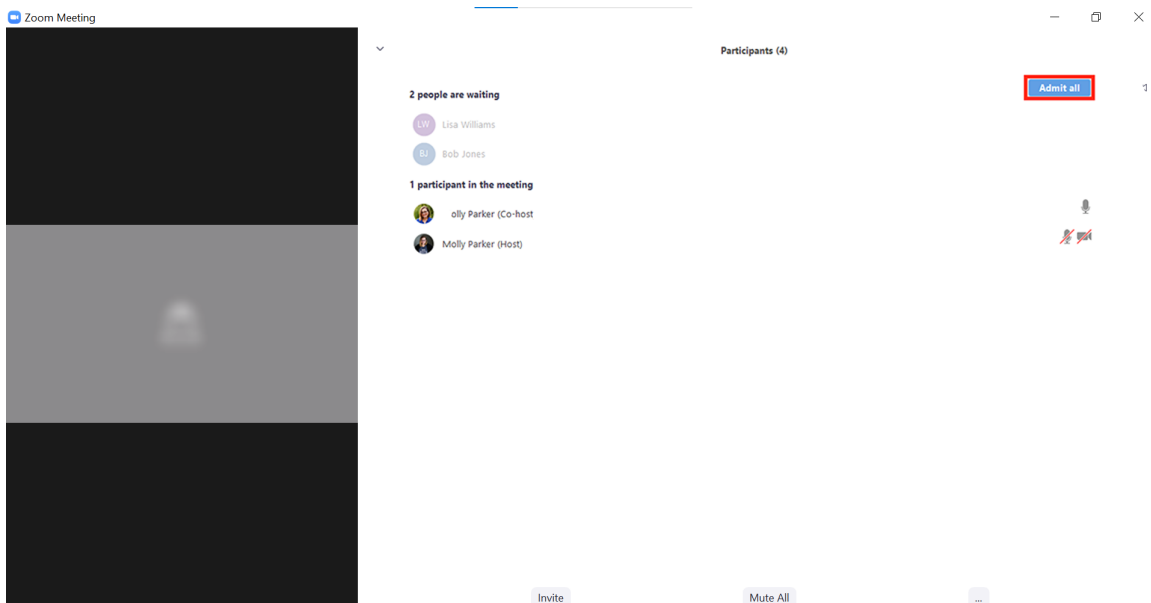 Zoom Meeting
Participants (4)
2 people are waiting
Admit all
LW Lisa Williams
BJ Bob Jones
1 participant in the meeting
olly Parker (Co-host
Molly Parker (Host)
Invite
Mute All
...